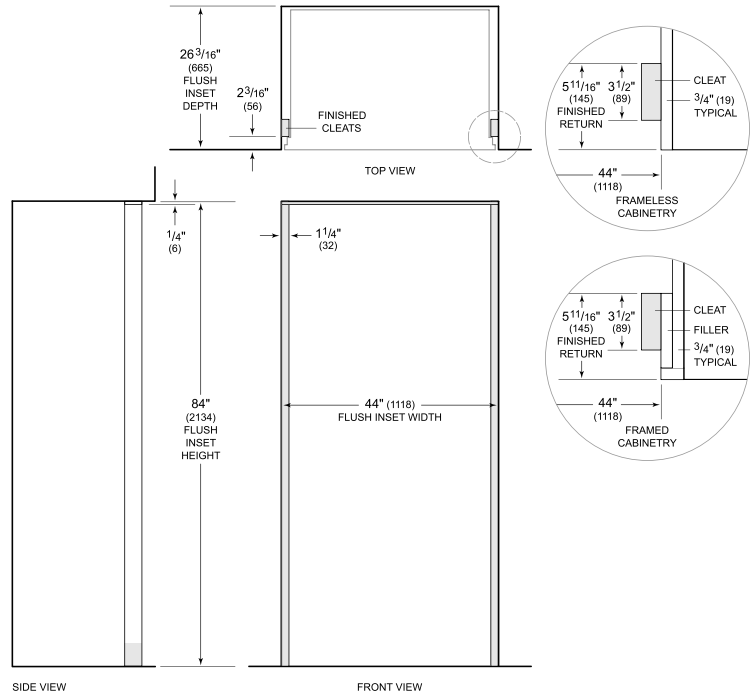 26 3/16"
(665)
FLUSH
INSET
DEPTH
2 3/16"
(56)
FINISHED
CLEATS
TOP VIEW
5 11/16"
(145)
FINISHED
RETURN
3 1/2"
(89)
CLEAT
3/4" (19)
TYPICAL
44"
(1118)
FRAMELESS
CABINETRY
1/4"
(6)
1 1/4"
(32)
84"
(2134)
FLUSH
INSET
HEIGHT
44" (1118)
FLUSH INSET WIDTH
5 11/16"
(145)
FINISHED
RETURN
3 1/2"
(89)
CLEAT
FILLER
3/4" (19)
TYPICAL
44"
(1118)
FRAMED
CABINETRY
SIDE VIEW
FRONT VIEW